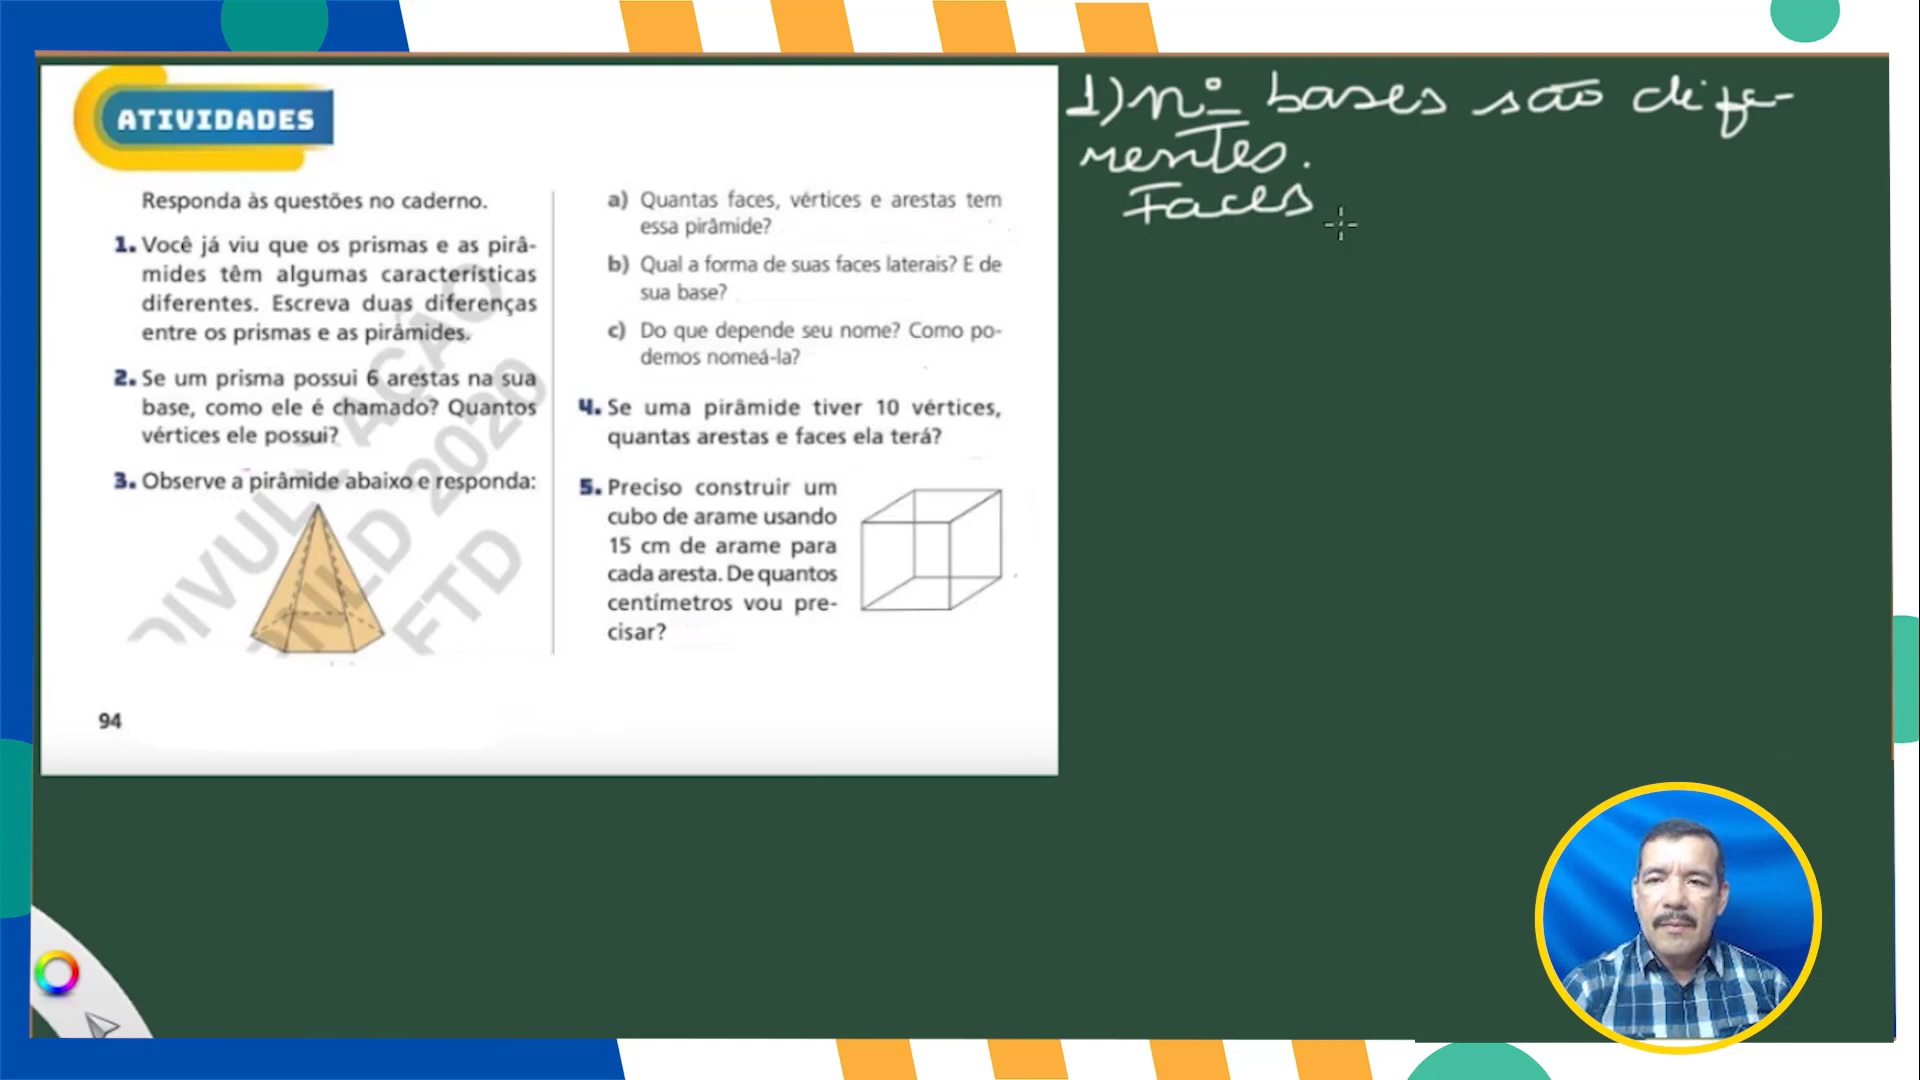 ATIVIDADES
Responda às questões no caderno.
1. Você já viu que os prismas e as pirâ-
mides têm algumas características
diferentes. Escreva duas diferenças
entre os prismas e as pirâmides.
2. Se um prisma possui 6 arestas na sua
base, como ele é chamado? Quantos
vértices ele possui?
3. Observe a pirâmide abaixo e responda:
94
a) Quantas faces, vértices e arestas tem
essa pirâmide?
b) Qual a forma de suas faces laterais? E de
sua base?
c) Do que depende seu nome? Como po-
demos nomeá-la?
4. Se uma pirâmide tiver 10 vértices,
quantas arestas e faces ela terá?
5. Preciso construir um
cubo de arame usando
15 cm de arame para
cada aresta. De quantos
centímetros vou pre-
cisar?
1) nº bases são dife-
rentes.
Faces
FTD